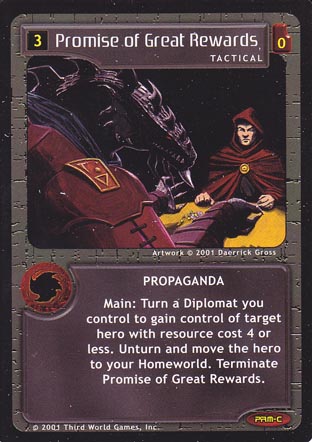 3 Promise of Great Rewards 0
TACTICAL
Artwork © 2001 Daerrick Gross
PROPAGANDA
Main: Turn a Diplomat you
control to gain control of target
hero with resource cost 4 or
less. Unturn and move the hero
to your Homeworld. Terminate
Promise of Great Rewards.
© 2001 Third World Games, Inc.
PRM-C